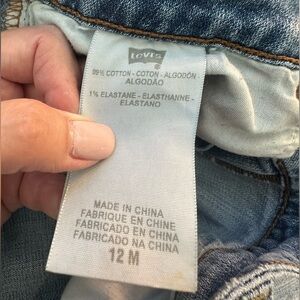 Levi's
99% COTTON - COTON - ALGODÓN
ALGODÃO
1% ELASTANE - ÉLASTHANNE -
ELASTANO
MADE IN CHINA
FABRIQUE EN CHINE
FABRICADO EN CHINA
FABRICADO NA CHINA
12 M